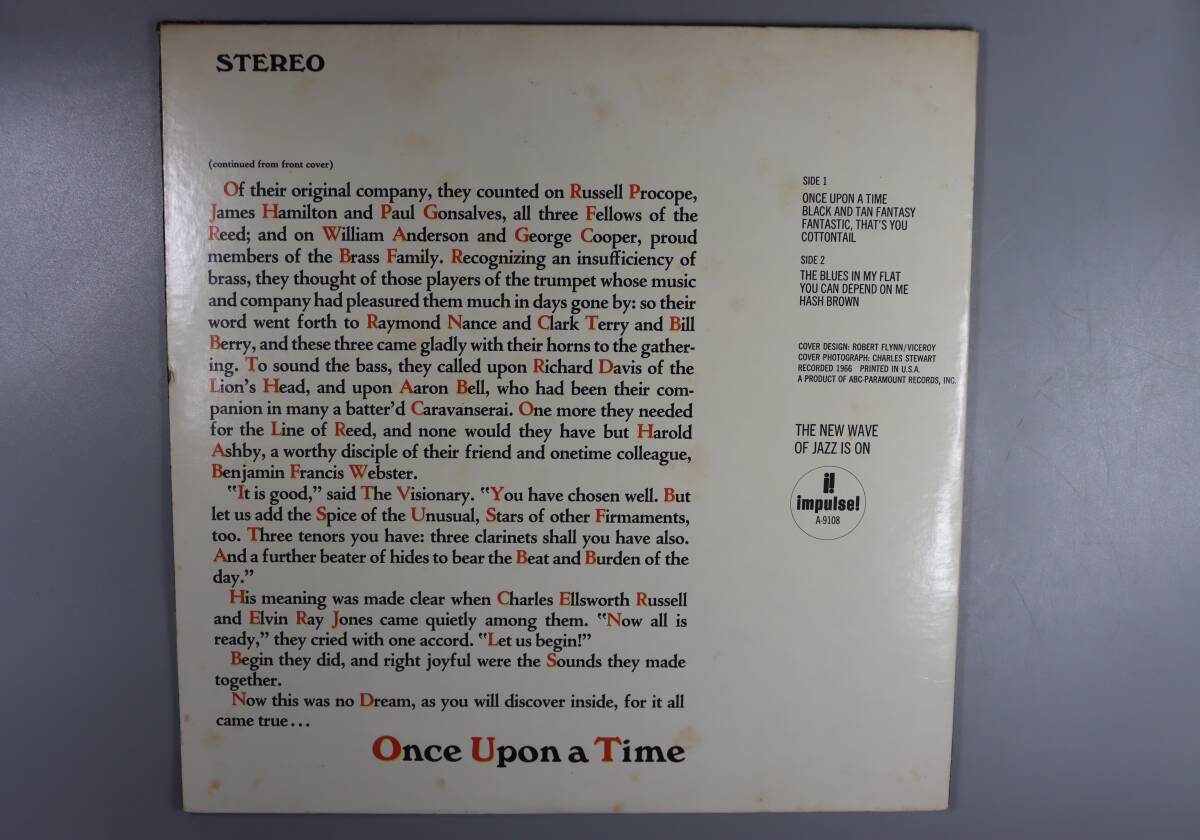 STEREO
(continued from front cover)
Of their original company, they counted on Russell Procope,
James Hamilton and Paul Gonsalves, all three Fellows of the
Reed; and on William Anderson and George Cooper, proud
members of the Brass Family. Recognizing an insufficiency of
brass, they thought of those players of the trumpet whose music
and company had pleasured them much in days gone by: so their
word went forth to Raymond Nance and Clark Terry and Bill
Berry, and these three came gladly with their horns to the gather-
ing. To sound the bass, they called upon Richard Davis of the
Lion's Head, and upon Aaron Bell, who had been their com-
panion in many a batter'd Caravanserai. One more they needed
for the Line of Reed, and none would they have but Harold
Ashby, a worthy disciple of their friend and onetime colleague,
Benjamin Francis Webster.
"It is good," said The Visionary. "You have chosen well. But
let us add the Spice of the Unusual, Stars of other Firmaments,
too. Three tenors you have: three clarinets shall you have also.
And a further beater of hides to bear the Beat and Burden of the
day."
His meaning was made clear when Charles Ellsworth Russell
and Elvin Ray Jones came quietly among them. "Now all is
ready," they cried with one accord. "Let us begin!"
Begin they did, and right joyful were the Sounds they made
together.
Now this was no Dream, as you will discover inside, for it all
came true...
Once Upon a Time
SIDE 1
ONCE UPON A TIME
BLACK AND TAN FANTASY
FANTASTIC, THAT'S YOU
COTTONTAIL
SIDE 2
THE BLUES IN MY FLAT
YOU CAN DEPEND ON ME
HASH BROWN
COVER DESIGN: ROBERT FLYNN/VICEROY
COVER PHOTOGRAPH: CHARLES STEWART
RECORDED 1966 PRINTED IN U.S.A.
A PRODUCT OF ABC-PARAMOUNT RECORDS, INC.
THE NEW WAVE
OF JAZZ IS ON
i!
impulse!
A-9108